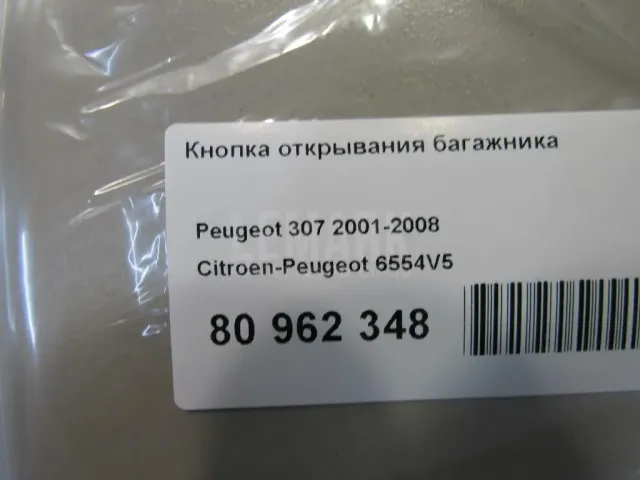 Кнопка открывания багажника
Peugeot 307 2001-2008
Citroen-Peugeot 6554V5
80 962 348